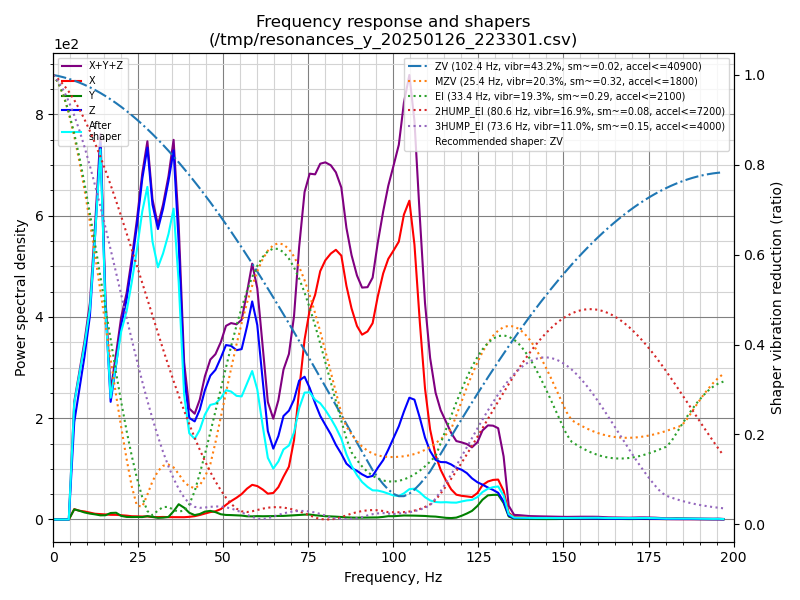 Frequency response and shapers
(/tmp/resonances_y_20250126_223301.csv)
1e2
X+Y+Z
X
Y
Z
After
shaper
ZV (102.4 Hz, vibr=43.2%, sm~=0.02, accel<=40900)
MZV (25.4 Hz, vibr=20.3%, sm~=0.32, accel<=1800)
EI (33.4 Hz, vibr=19.3%, sm~=0.29, accel<=2100)
2HUMP_EI (80.6 Hz, vibr=16.9%, sm~=0.08, accel<=7200)
3HUMP_EI (73.6 Hz, vibr=11.0%, sm~=0.15, accel<=4000)
Recommended shaper: ZV
Power spectral density
8
6
4
2
0
1.0
0.8
0.6
0.4
0.2
0.0
Shaper vibration reduction (ratio)
0 25 50 75 100 125 150 175 200
Frequency, Hz